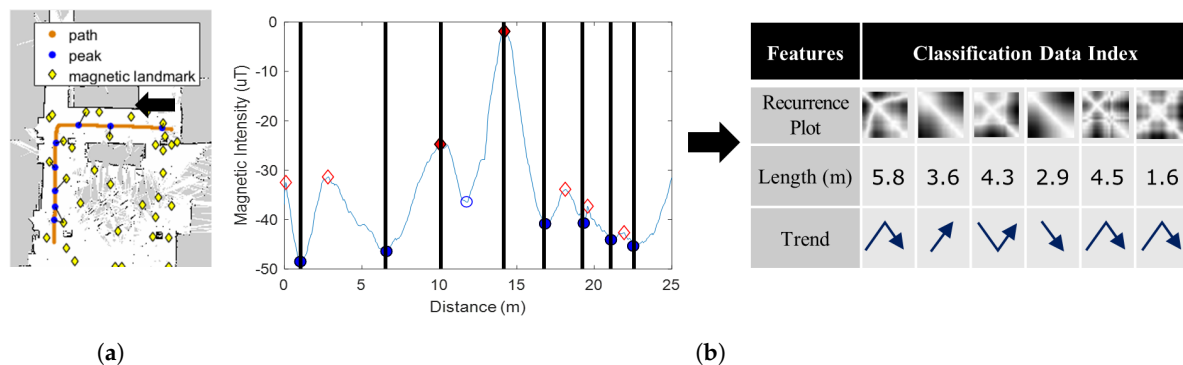 path
peak
magnetic landmark
Magnetic Intensity (uT)
0
-10
-20
-30
-40
-50
0 5 10 15 20 25
Distance (m)
Features Classification Data Index
Recurrence
Plot
Length (m) 5.8 3.6 4.3 2.9 4.5 1.6
Trend
(a) (b)